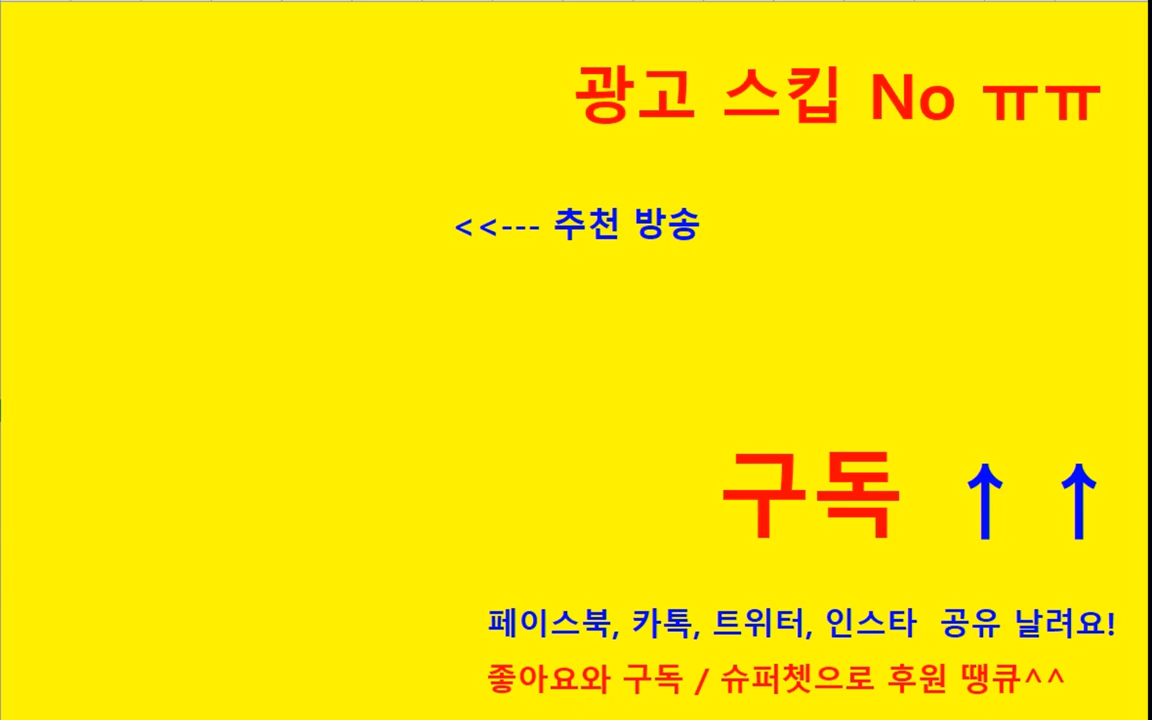 광고 스킵 No ㅠㅠ
<<--- 추천 방송
구독 ↑ ↑
페이스북, 카톡, 트위터, 인스타 공유 날려요!
좋아요와 구독 / 슈퍼쳇으로 후원 땡큐^^